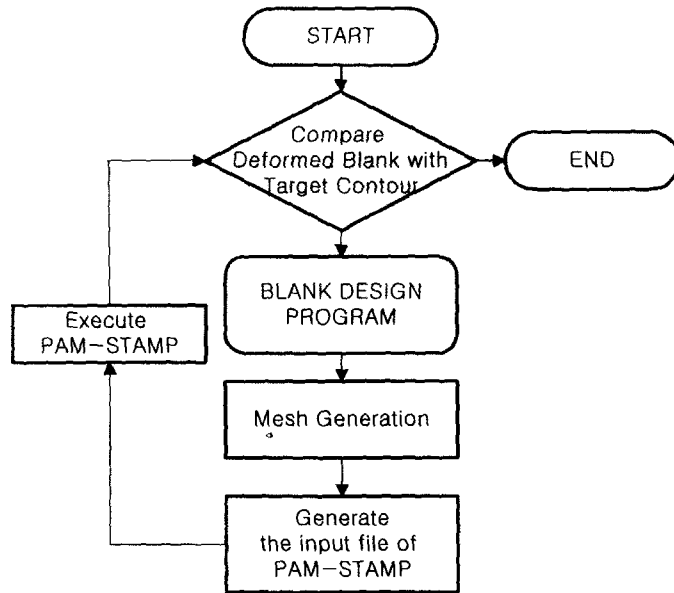 START
Compare
Deformed Blank with
Target Contour
END
BLANK DESIGN
PROGRAM
Execute
PAM-STAMP
Mesh Generation
Generate
the input file of
PAM-STAMP